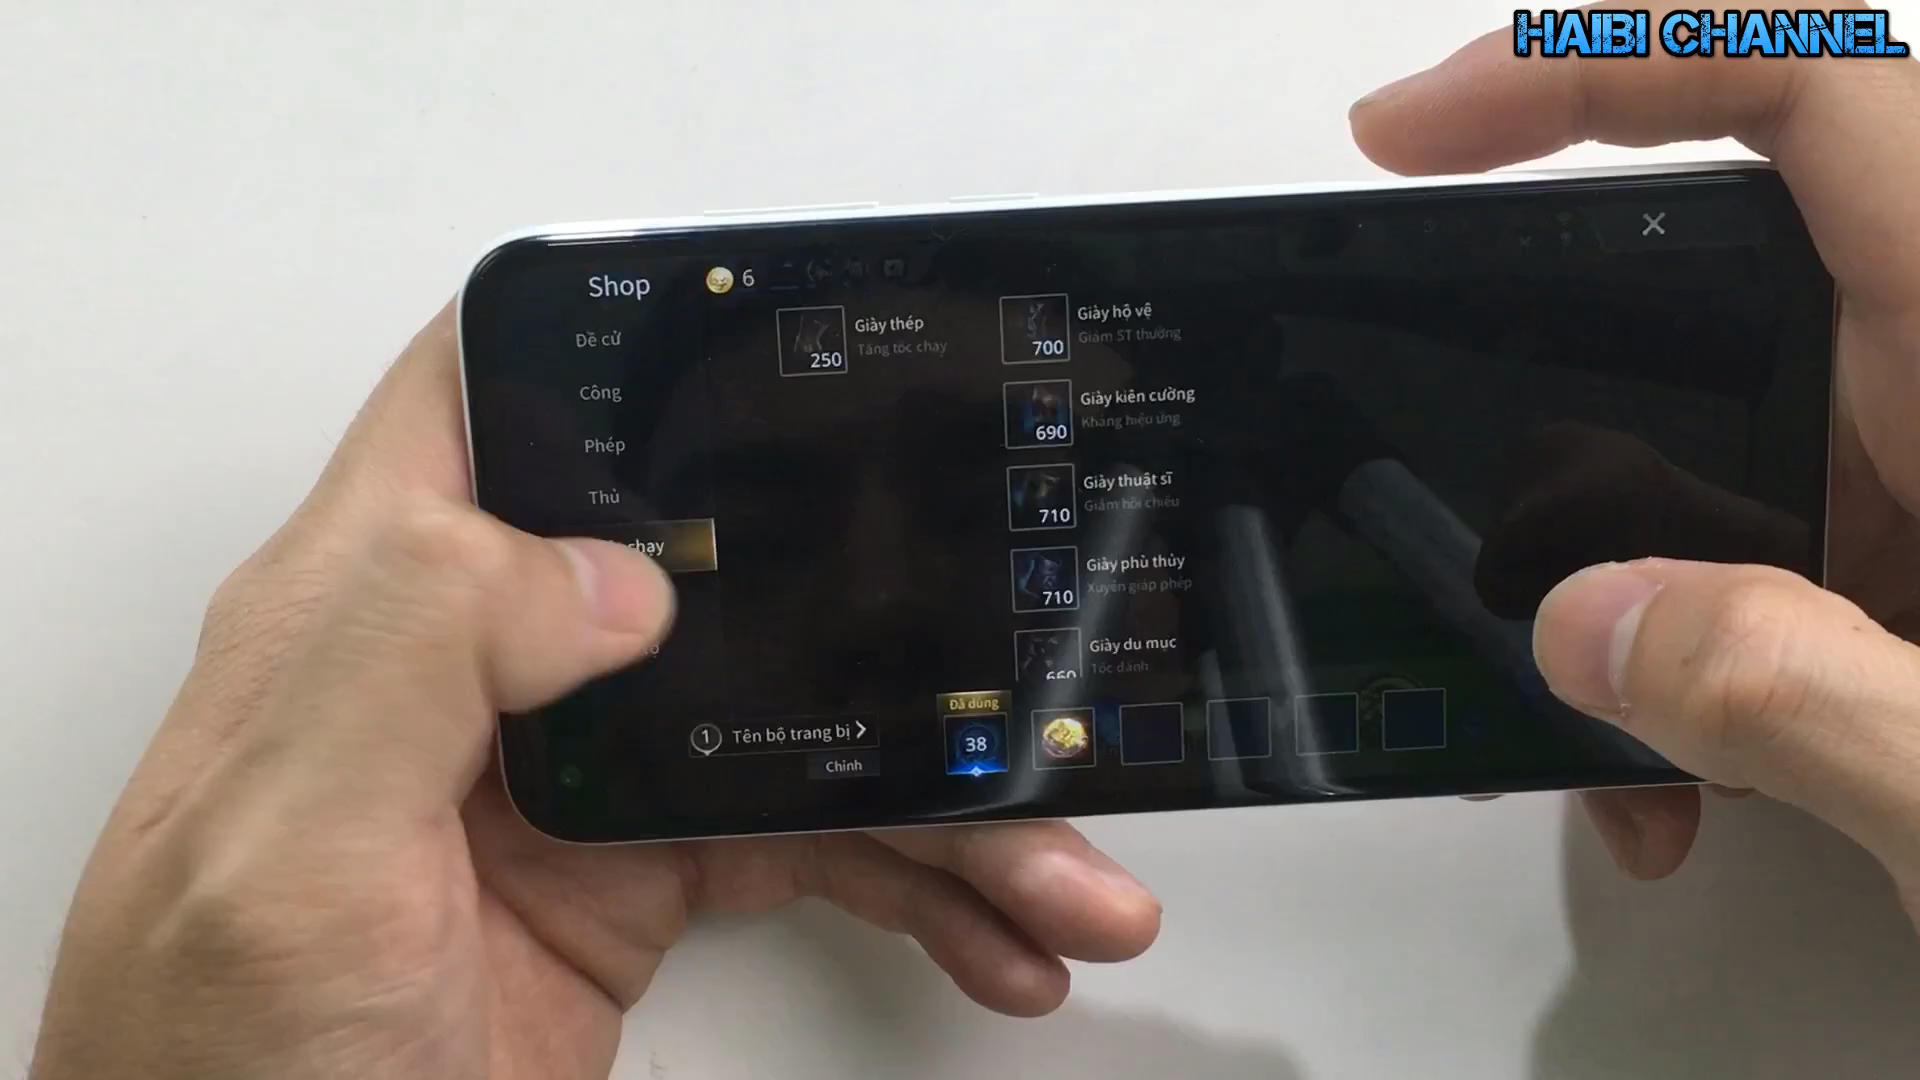 HAIBI CHANNEL
Shop
6
Đề cử
Công
Phép
Thủ
chạy
Giày thép
Tăng tốc chạy
250
Giày hộ vệ
Giảm ST thường
700
Giày kiên cường
Kháng hiệu ứng
690
Giày thuật sĩ
Giảm hồi chiêu
710
Giày phù thủy
Xuyên giáp phép
710
Giày du mục
Tốc đánh
660
1 Tên bộ trang bị >
Chỉnh
Đã dùng
38